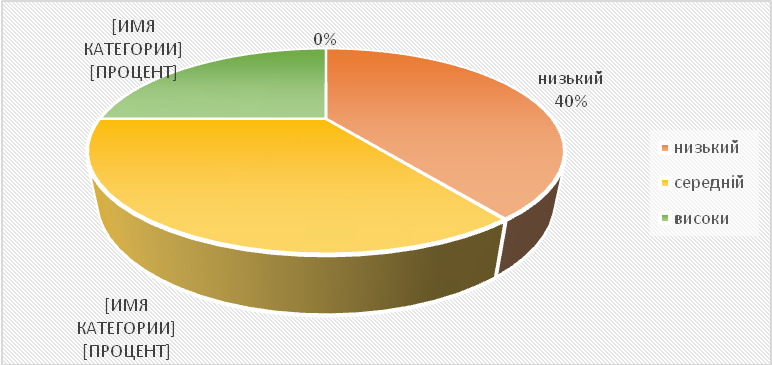 [ИМЯ
КАТЕГОРИИ]
[ПРОЦЕНТ]
0%
низький
40%
низький
середній
високи
[ИМЯ
КАТЕГОРИИ]
[ПРОЦЕНТ]